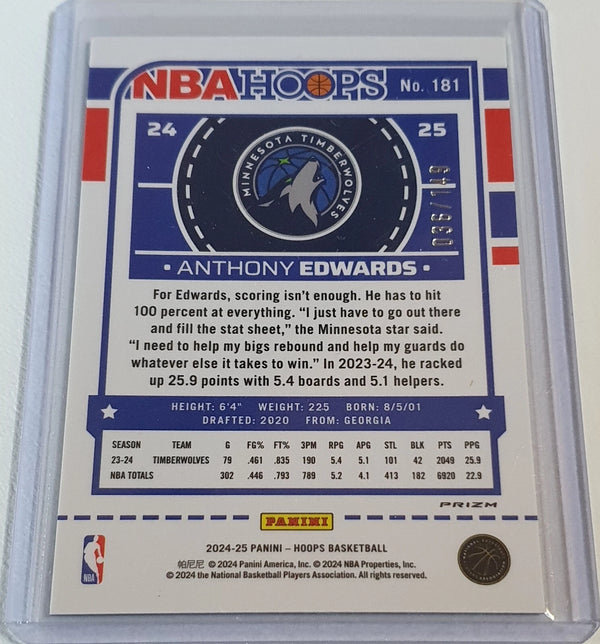 NBA HOOPS No. 181
24 25
MINNESOTA TIMBERWOLVES
036/149
• ANTHONY EDWARDS •
For Edwards, scoring isn't enough. He has to hit
100 percent at everything. “I just have to go out there
and fill the stat sheet,” the Minnesota star said.
“I need to help my bigs rebound and help my guards do
whatever else it takes to win.” In 2023-24, he racked
up 25.9 points with 5.4 boards and 5.1 helpers.
HEIGHT: 6'4" WEIGHT: 225 BORN: 8/5/01
DRAFTED: 2020 FROM: GEORGIA
SEASON TEAM G FG% FT% 3PM RPG APG STL BLK PTS PPG
23-24 TIMBERWOLVES 79 .461 .835 190 5.4 5.1 101 42 2049 25.9
NBA TOTALS 302 .446 .793 789 5.2 4.1 413 182 6920 22.9
PRIZM
PANINI
2024-25 PANINI – HOOPS BASKETBALL
帕尼尼 © 2024 Panini America, Inc. © 2024 NBA Properties, Inc.
© 2024 the National Basketball Players Association. All rights reserved.
NBA